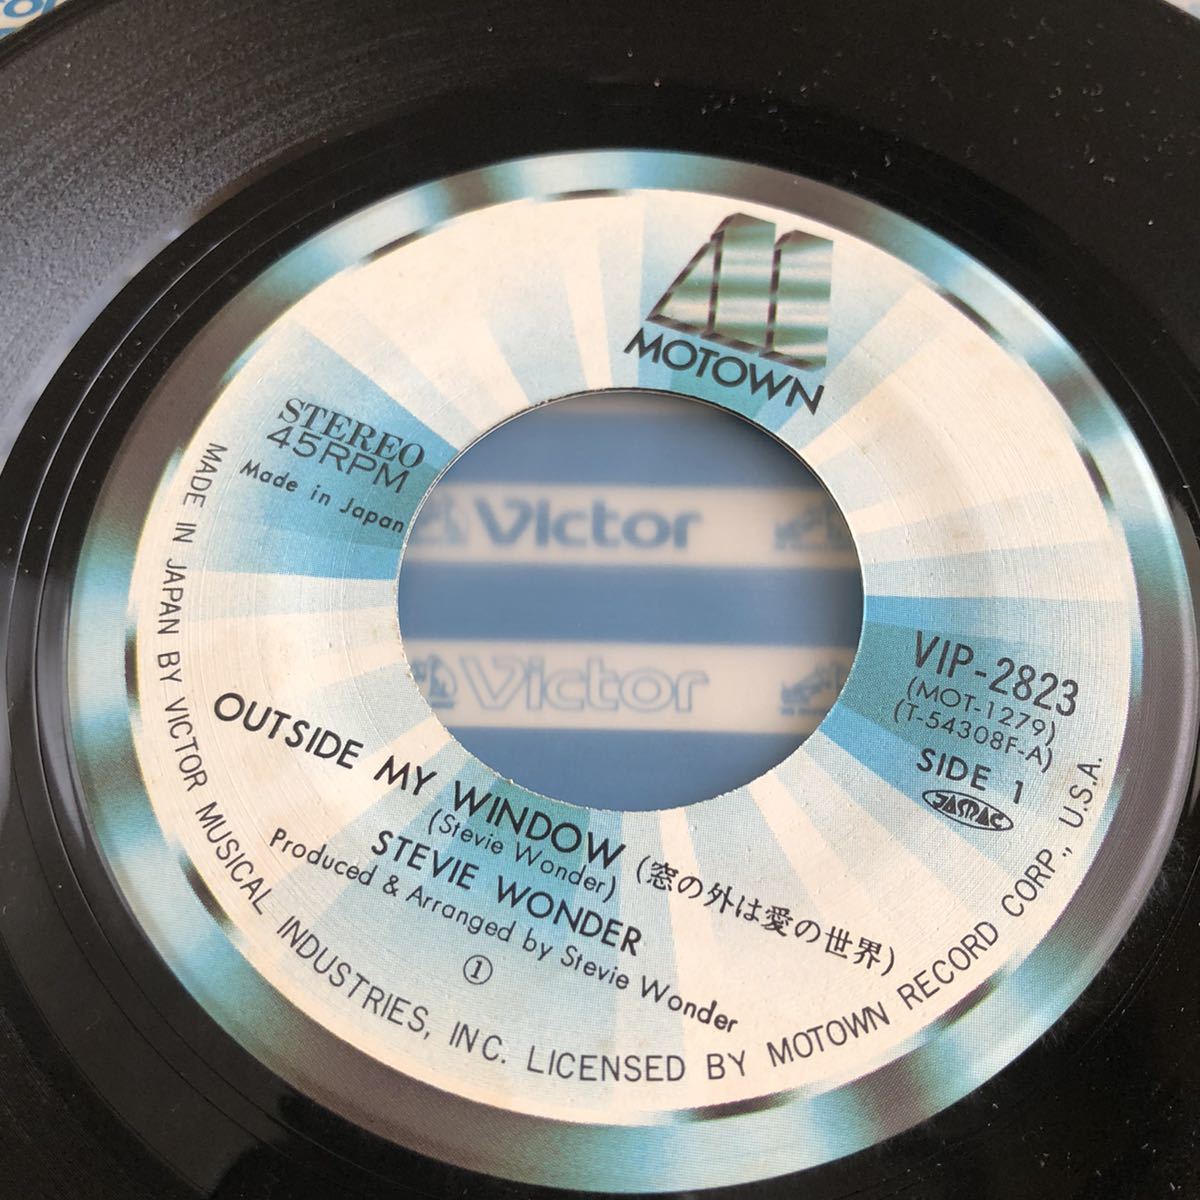 MOTOWN
STEREO
45RPM
Made in Japan
Victor
Victor
VIP-2823
(MOT-1279)
(T-54308F-A)
SIDE 1
JASRAC
OUTSIDE MY WINDOW (窓の外は愛の世界)
(Stevie Wonder)
STEVIE WONDER
Produced & Arranged by Stevie Wonder
①
MADE IN JAPAN BY VICTOR MUSICAL INDUSTRIES, INC. LICENSED BY MOTOWN RECORD CORP., U.S.A.